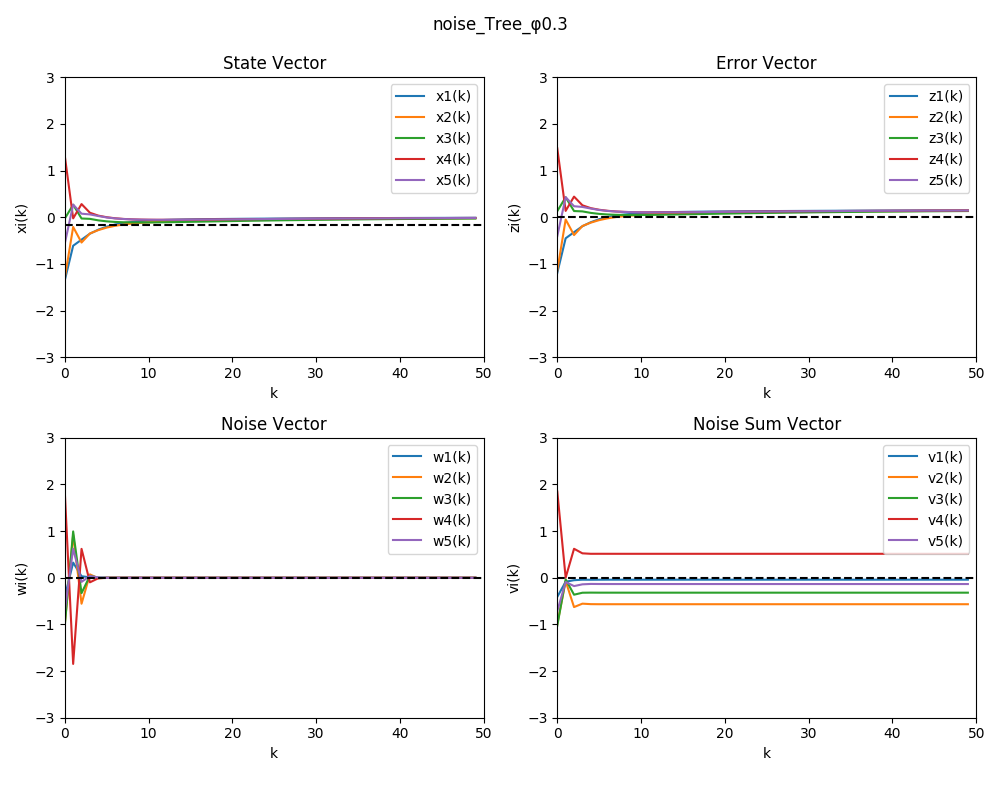 noise_Tree_φ0.3
State Vector
3
2
1
0
−1
−2
−3
xi(k)
0 10 20 30 40 50
k
x1(k)
x2(k)
x3(k)
x4(k)
x5(k)
Error Vector
3
2
1
0
−1
−2
−3
zi(k)
0 10 20 30 40 50
k
z1(k)
z2(k)
z3(k)
z4(k)
z5(k)
Noise Vector
3
2
1
0
−1
−2
−3
wi(k)
0 10 20 30 40 50
k
w1(k)
w2(k)
w3(k)
w4(k)
w5(k)
Noise Sum Vector
3
2
1
0
−1
−2
−3
vi(k)
0 10 20 30 40 50
k
v1(k)
v2(k)
v3(k)
v4(k)
v5(k)